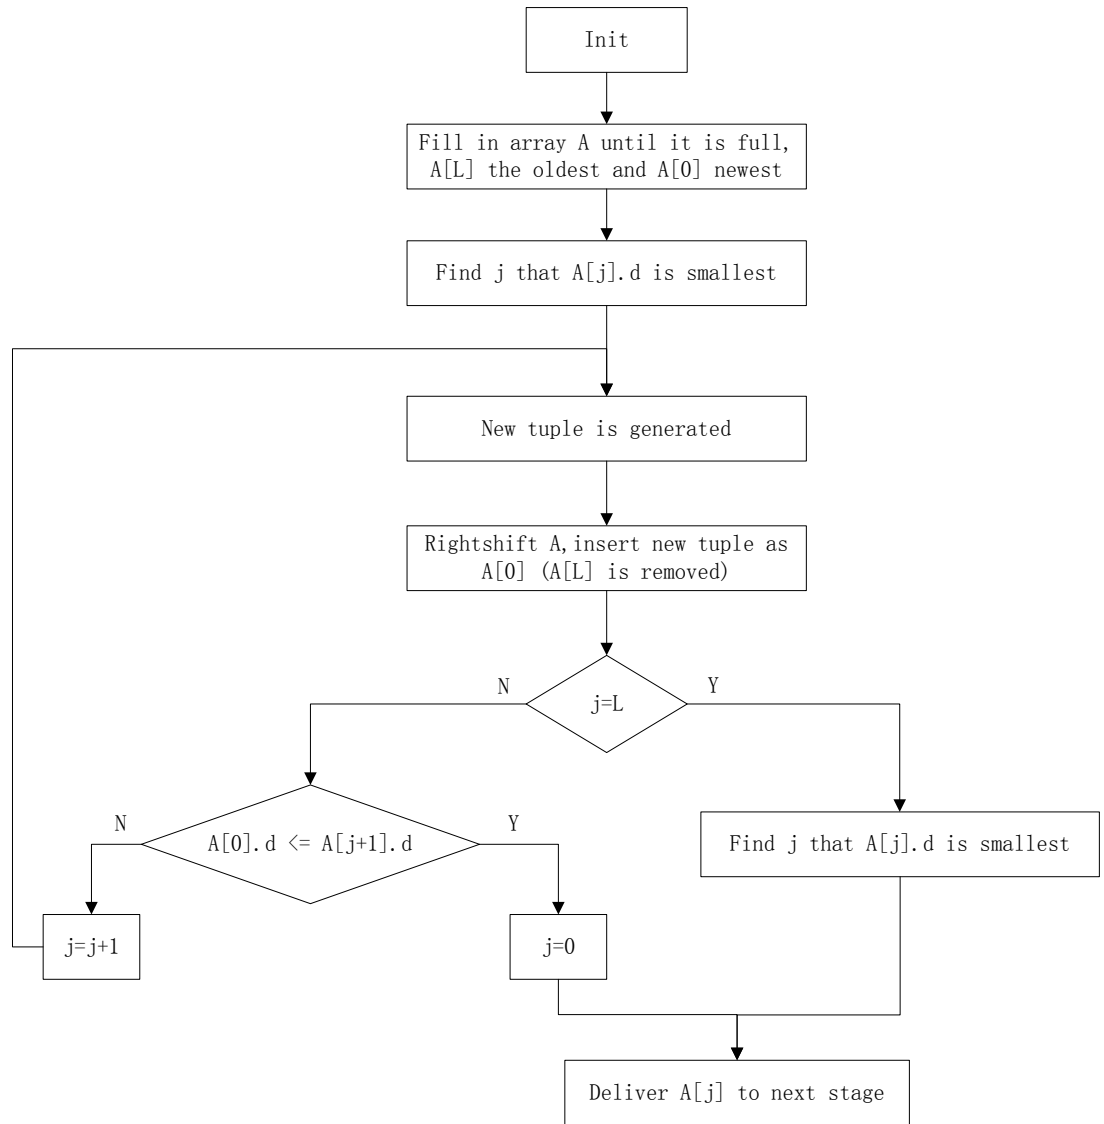 Init
Fill in array A until it is full,
A[L] the oldest and A[0] newest
Find j that A[j].d is smallest
New tuple is generated
Rightshift A,insert new tuple as
A[0] (A[L] is removed)
N
Y
j=L
N
Y
A[0].d <= A[j+1].d
Find j that A[j].d is smallest
j=j+1
j=0
Deliver A[j] to next stage